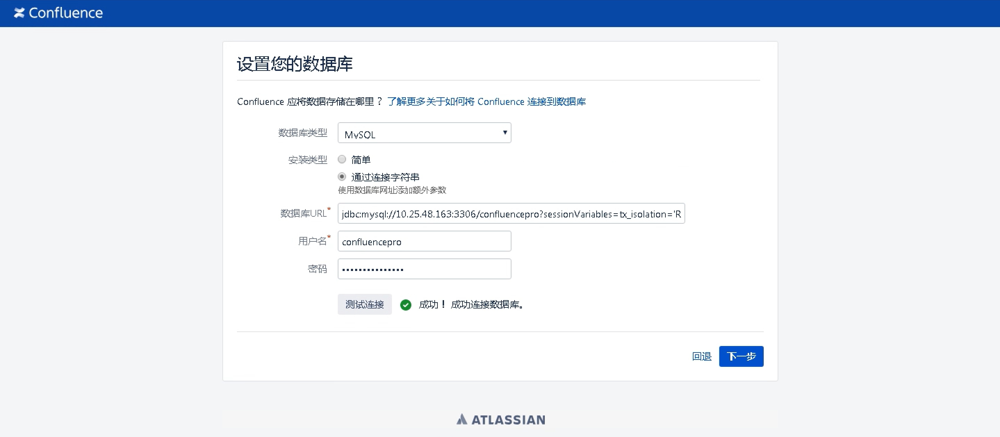 Confluence
设置您的数据库
Confluence 应将数据存储在哪里？ 了解更多关于如何将 Confluence 连接到数据库
数据库类型 MySQL
安装类型 简单
通过连接字符串
使用数据库网址添加额外参数
数据库URL* jdbc:mysql://10.25.48.163:3306/confluencepro?sessionVariables=tx_isolation='R
用户名* confluencepro
密码 •••••••••••••••
测试连接 成功！ 成功连接数据库。
回退 下一步
ATLASSIAN